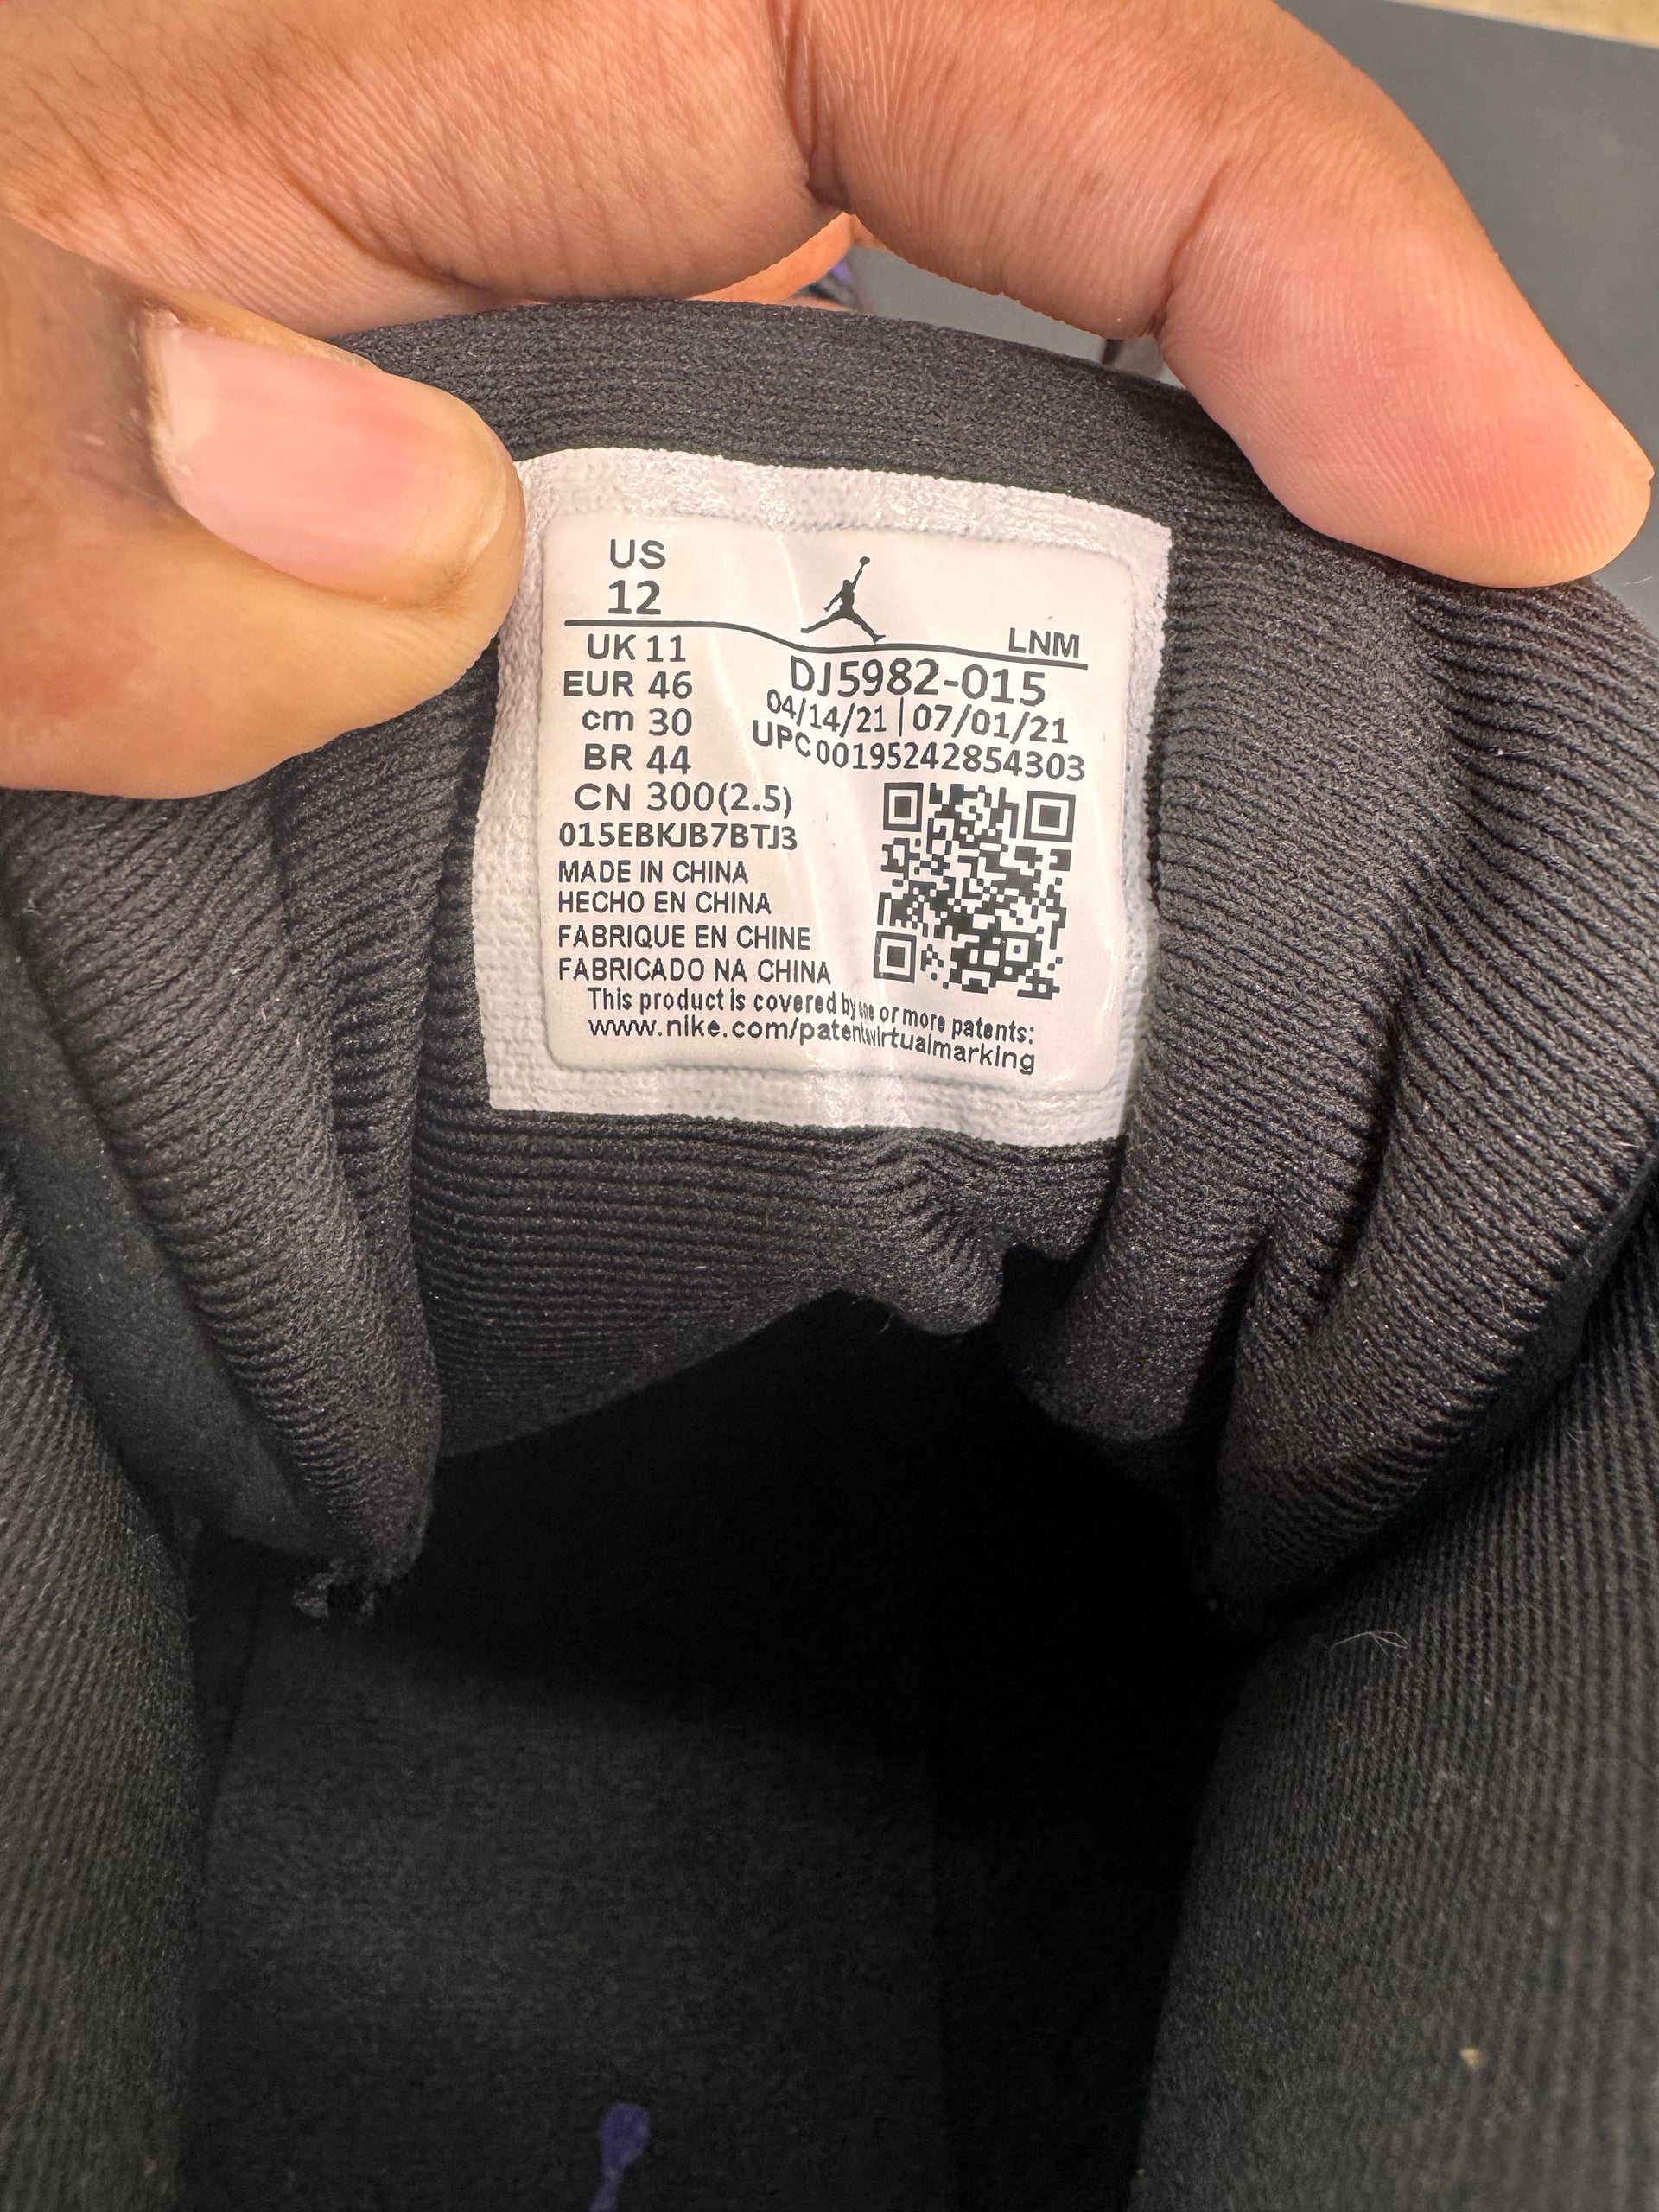 US
12
LNM
UK 11
EUR 46
cm 30
BR 44
CN 300(2.5)
015EBKJB7BTJ3
DJ5982-015
04/14/21 | 07/01/21
UPC00195242854303
MADE IN CHINA
HECHO EN CHINA
FABRIQUE EN CHINE
FABRICADO NA CHINA
This product is covered by one or more patents:
www.nike.com/patentsvirtualmarking